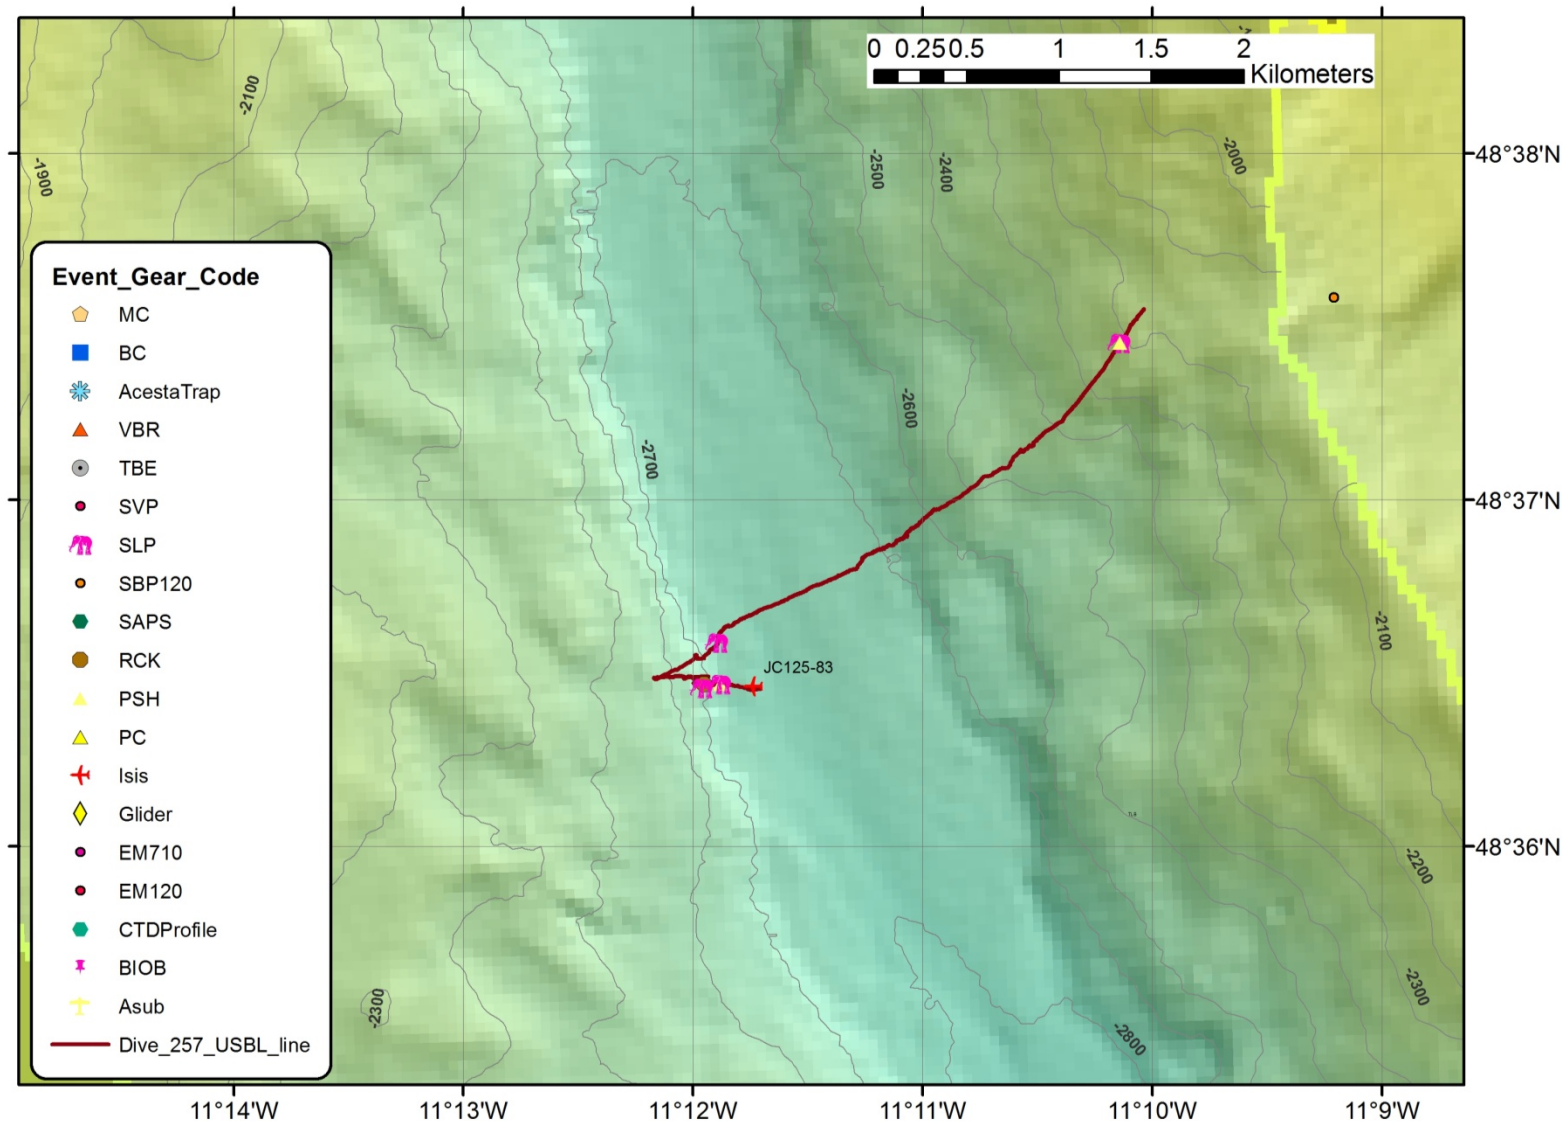 0 0.25 0.5 1 1.5 2
Kilometers
-2100
-1900
-2500
-2400
-2000
48°38'N
Event_Gear_Code
MC
BC
AcestaTrap
VBR
TBE
SVP
SLP
SBP120
SAPS
RCK
PSH
PC
Isis
Glider
EM710
EM120
CTDProfile
BIOB
Asub
Dive_257_USBL_line
-2600
-2700
48°37'N
-2100
JC125-83
48°36'N
-2200
-2300
-2300
-2800
11°14'W 11°13'W 11°12'W 11°11'W 11°10'W 11°9'W